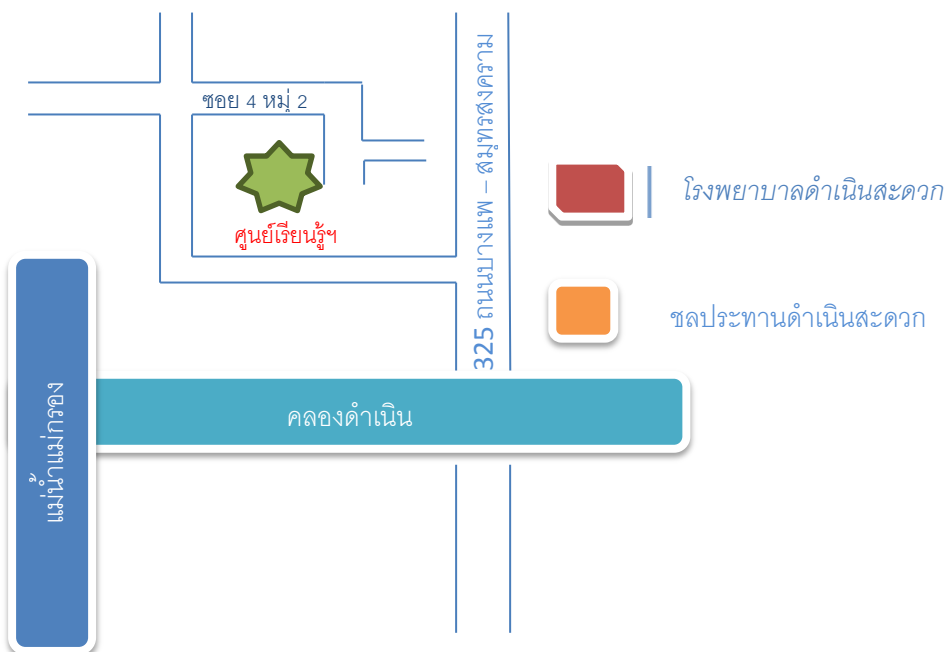 ซอย 4 หมู่ 2
ศูนย์เรียนรู้ฯ
325 ถนนบางแพ – สมุทรสงคราม
โรงพยาบาลดำเนินสะดวก
ชลประทานดำเนินสะดวก
คลองดำเนิน
แม่น้ำแม่กรอง